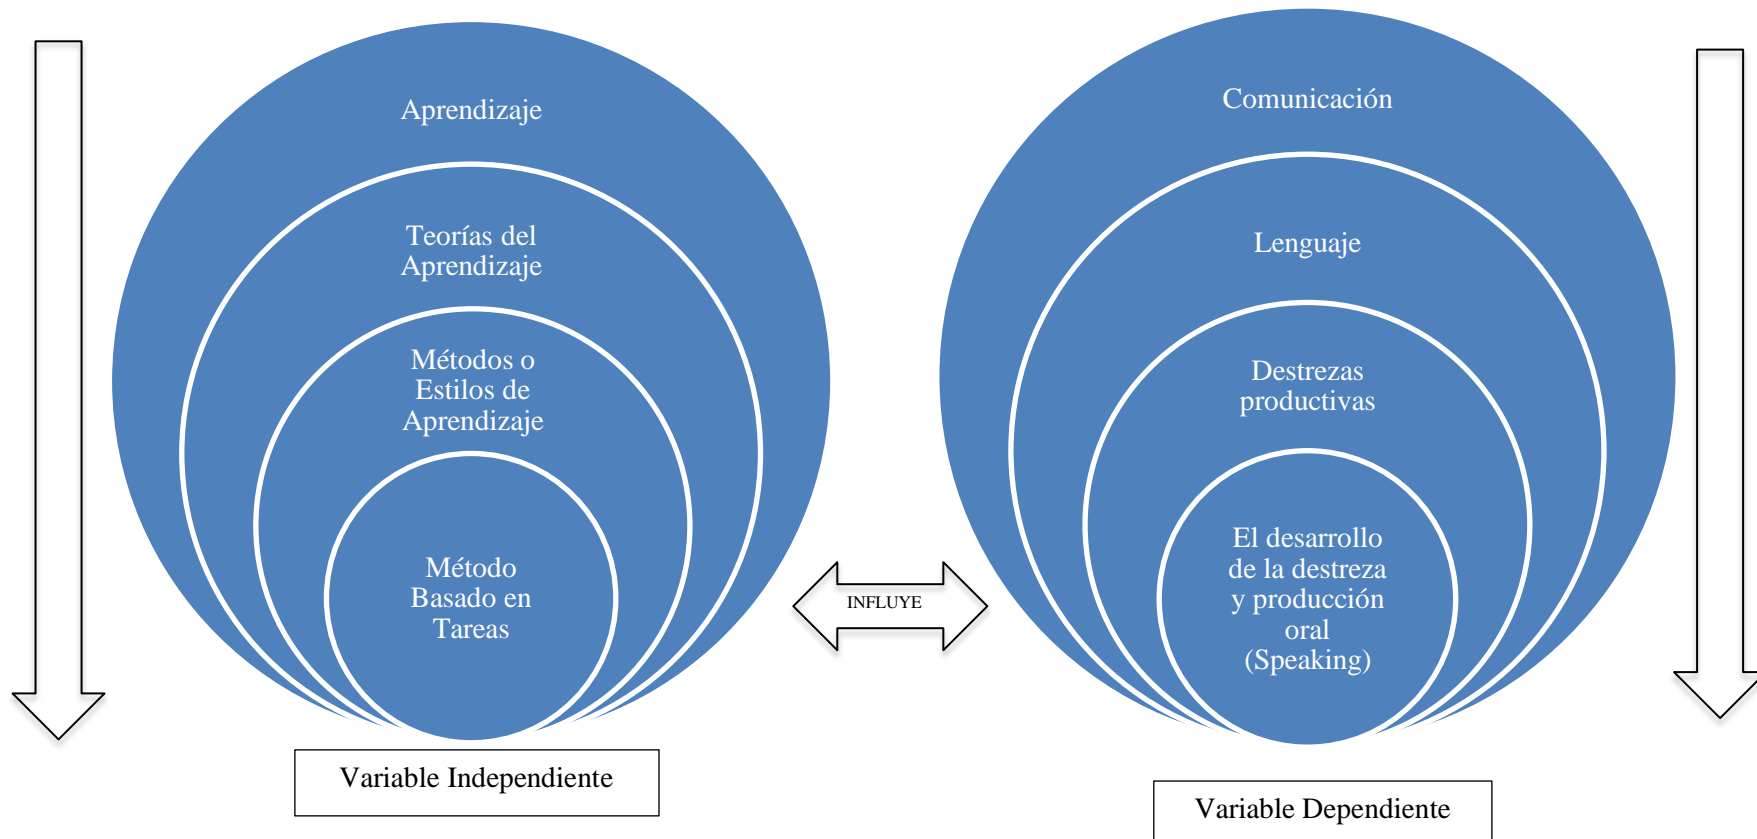 Aprendizaje
Teorías del
Aprendizaje
Métodos o
Estilos de
Aprendizaje
Método
Basado en
Tareas
Variable Independiente
INFLUYE
Comunicación
Lenguaje
Destrezas
productivas
El desarrollo
de la destreza
y producción
oral
(Speaking)
Variable Dependiente